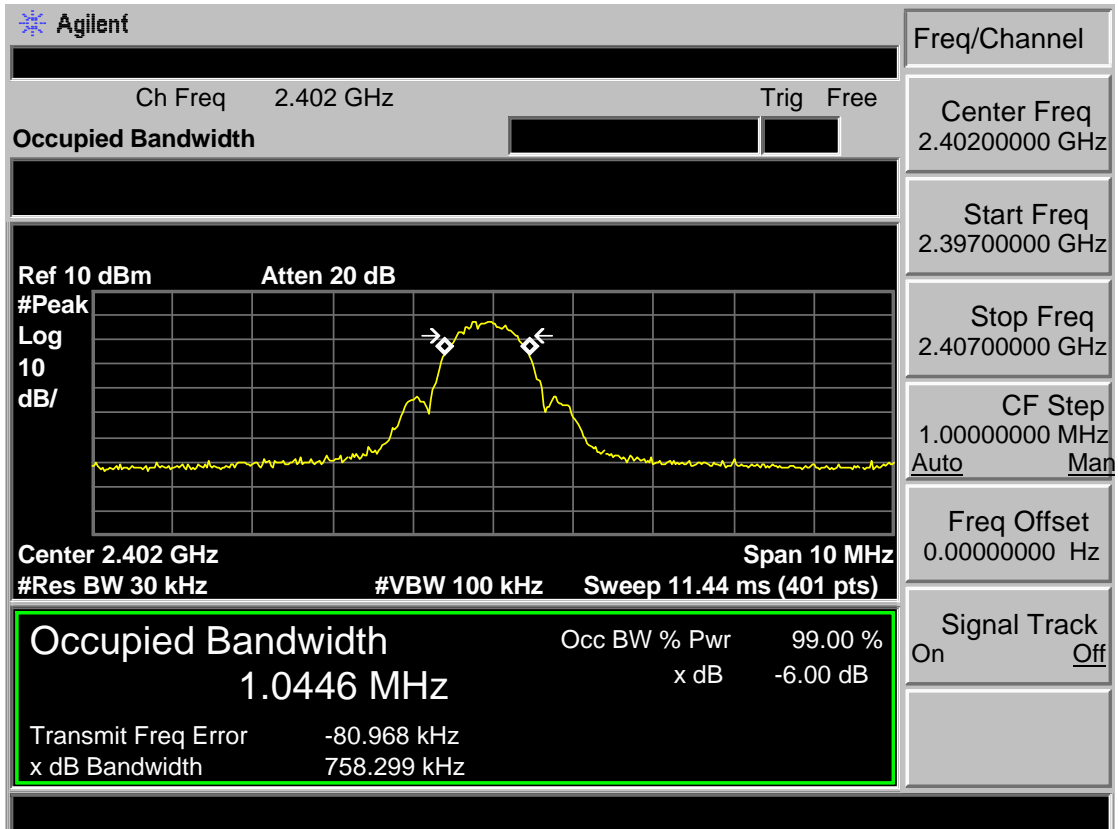 Agilent
Freq/Channel
Ch Freq 2.402 GHz Trig Free
Occupied Bandwidth
Center Freq
2.40200000 GHz
Start Freq
2.39700000 GHz
Stop Freq
2.40700000 GHz
CF Step
1.00000000 MHz
Auto Man
Freq Offset
0.00000000 Hz
Signal Track
On Off
Ref 10 dBm Atten 20 dB
#Peak
Log
10
dB/
Center 2.402 GHz Span 10 MHz
#Res BW 30 kHz #VBW 100 kHz Sweep 11.44 ms (401 pts)
Occupied Bandwidth Occ BW % Pwr 99.00 %
1.0446 MHz x dB -6.00 dB
Transmit Freq Error -80.968 kHz
x dB Bandwidth 758.299 kHz